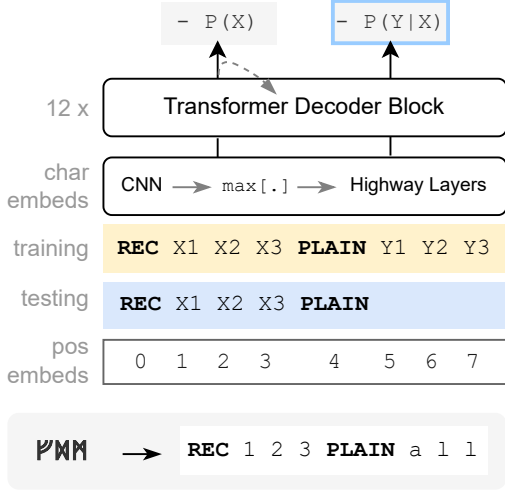 - P(X) - P(Y|X)
12 x Transformer Decoder Block
char embeds CNN max[.] Highway Layers
training REC X1 X2 X3 PLAIN Y1 Y2 Y3
testing REC X1 X2 X3 PLAIN
pos embeds 0 1 2 3 4 5 6 7
REC 1 2 3 PLAIN a l l